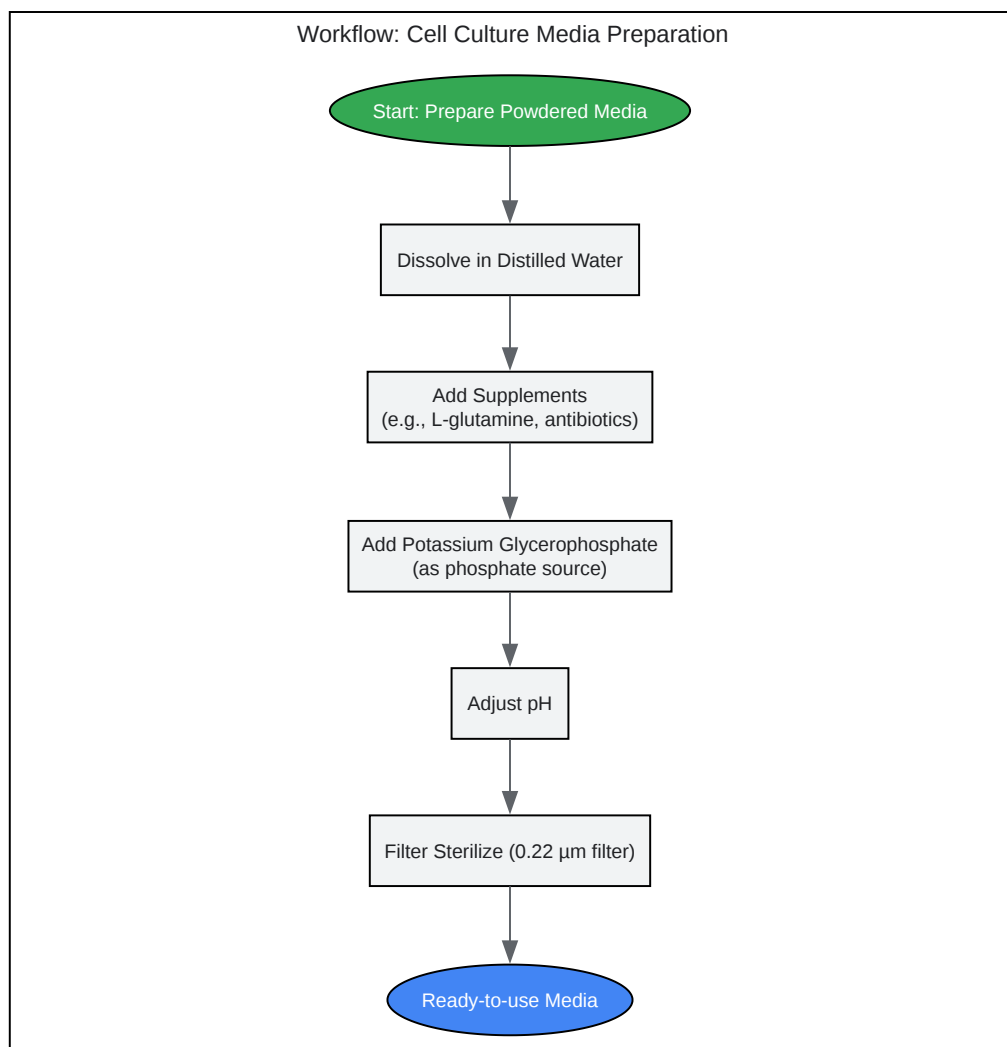 Workflow: Cell Culture Media Preparation
Start: Prepare Powdered Media
Dissolve in Distilled Water
Add Supplements
(e.g., L-glutamine, antibiotics)
Add Potassium Glycerophosphate
(as phosphate source)
Adjust pH
Filter Sterilize (0.22 µm filter)
Ready-to-use Media